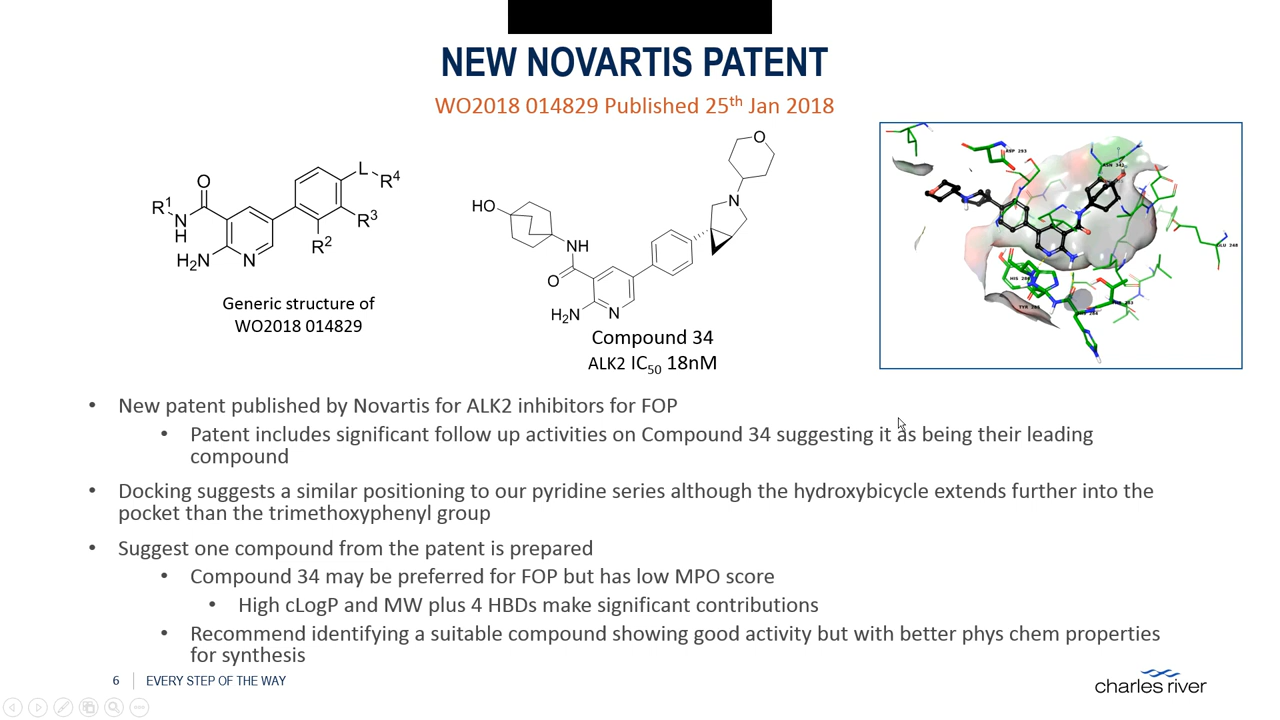 NEW NOVARTIS PATENT
WO2018 014829 Published 25th Jan 2018
O
R1
N
H
H2N
N
R2
R3
L
R4
Generic structure of
WO2018 014829
HO
NH
O
H2N
N
N
O
Compound 34
ALK2 IC50 18nM
ASP 293
• New patent published by Novartis for ALK2 inhibitors for FOP
• Patent includes significant follow up activities on Compound 34 suggesting it as being their leading
compound
• Docking suggests a similar positioning to our pyridine series although the hydroxybicycle extends further into the
pocket than the trimethoxyphenyl group
• Suggest one compound from the patent is prepared
• Compound 34 may be preferred for FOP but has low MPO score
• High cLogP and MW plus 4 HBDs make significant contributions
• Recommend identifying a suitable compound showing good activity but with better phys chem properties
for synthesis
6
EVERY STEP OF THE WAY
charles river